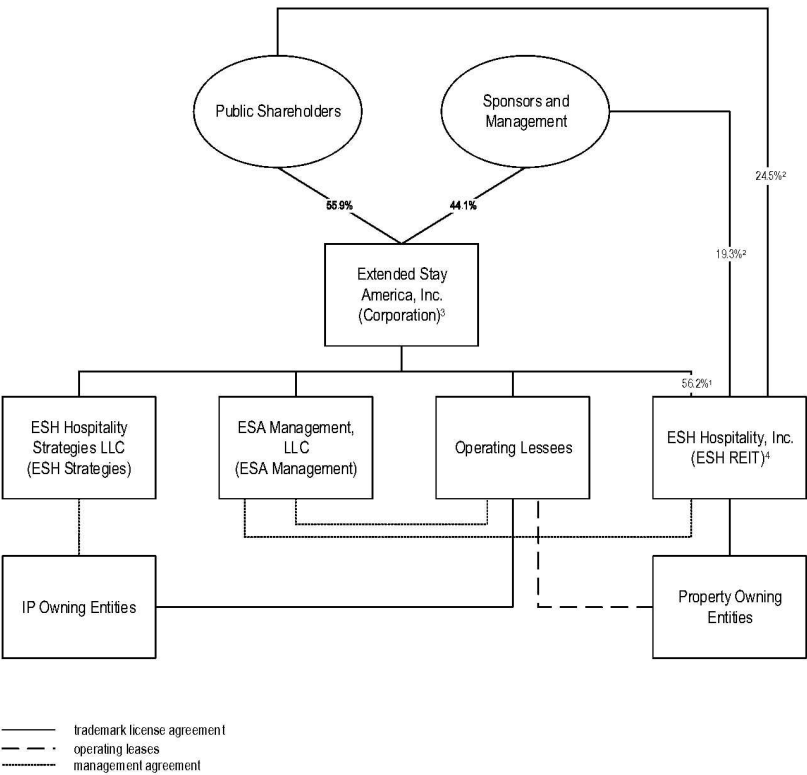 Public Shareholders
Sponsors and
Management
24.5%²
55.9%
44.1%
19.3%²
Extended Stay
America, Inc.
(Corporation)³
56.2%¹
ESH Hospitality
Strategies LLC
(ESH Strategies)
ESA Management,
LLC
(ESA Management)
Operating Lessees
ESH Hospitality, Inc.
(ESH REIT)⁴
IP Owning Entities
Property Owning
Entities
trademark license agreement
operating leases
management agreement